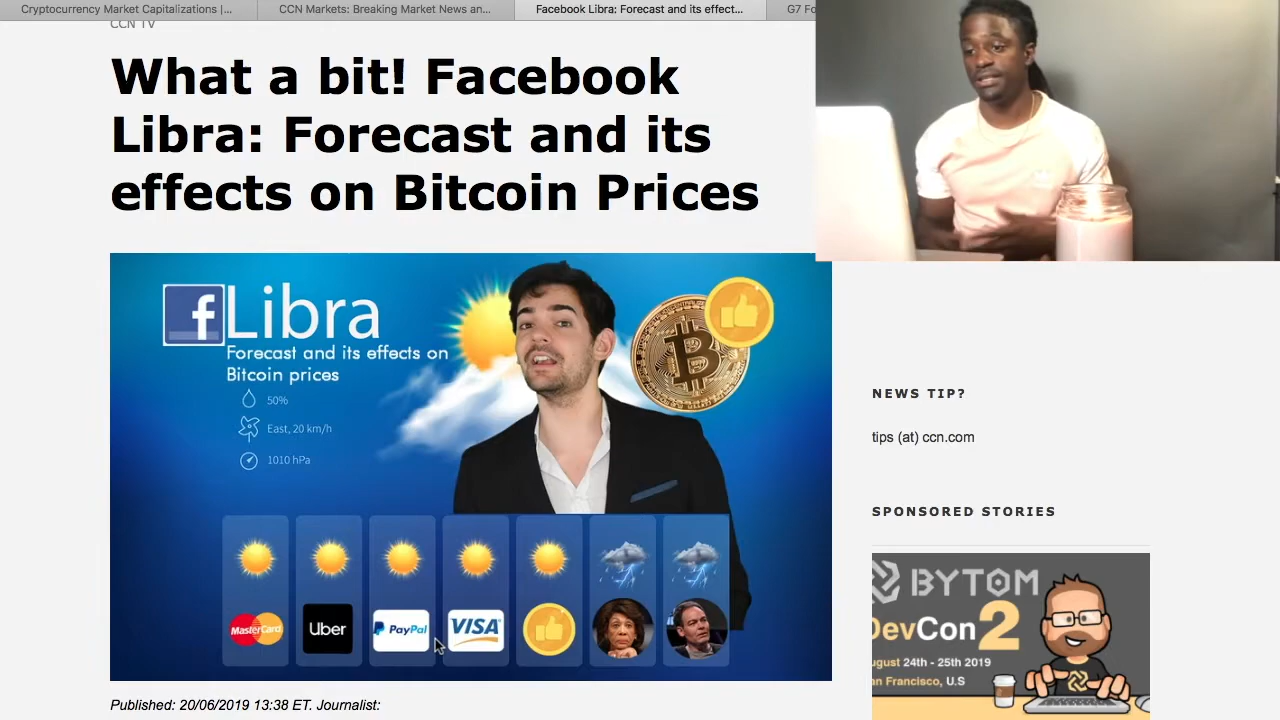 Cryptocurrency Market Capitalizations |...
CCN Markets: Breaking Market News an...
Facebook Libra: Forecast and its effect...
G7 Fo
CCN TV
What a bit! Facebook
Libra: Forecast and its
effects on Bitcoin Prices
f Libra
Forecast and its effects on
Bitcoin prices
50%
East, 20 km/h
1010 hPa
MasterCard
Uber
PayPal
VISA
Published: 20/06/2019 13:38 ET. Journalist:
NEWS TIP?
tips (at) ccn.com
SPONSORED STORIES
BYTOM
DevCon 2
ugust 24th - 25th 2019
an Francisco, U.S